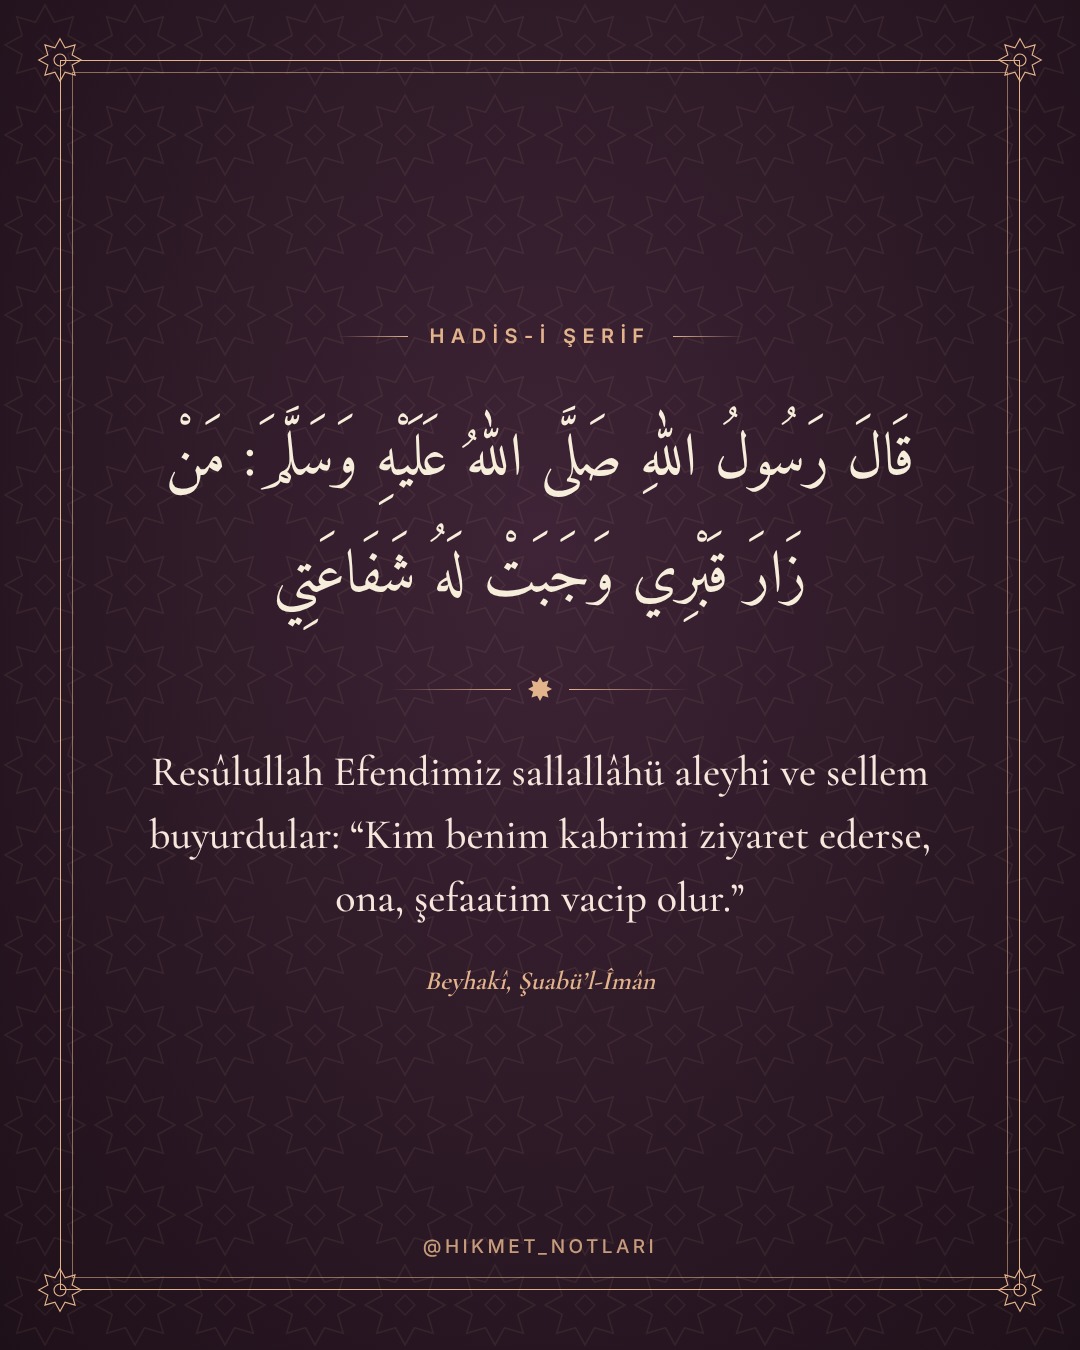 HADİS-İ ŞERİF
قَالَ رَسُولُ اللهِ صَلَّى اللهُ عَلَيْهِ وَسَلَّمَ: مَنْ
زَارَ قَبْرِي وَجَبَتْ لَهُ شَفَاعَتِي
Resûlullah Efendimiz sallallâhü aleyhi ve sellem
buyurdular: “Kim benim kabrimi ziyaret ederse,
ona, şefaatim vacip olur.”
Beyhakî, Şuabü’l-Îmân
@HIKMET_NOTLARI